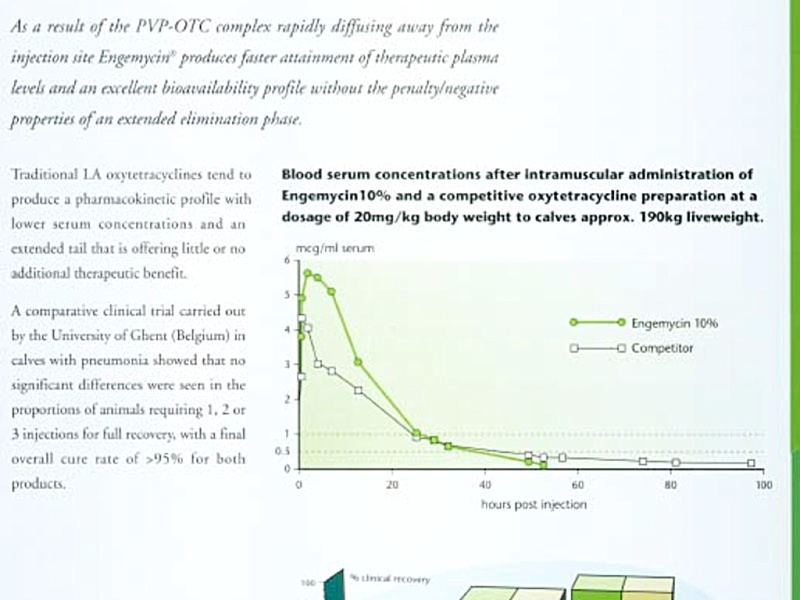 As a result of the PVP-OTC complex rapidly diffusing away from the
injection site Engemycin® produces faster attainment of therapeutic plasma
levels and an excellent bioavailability profile without the penalty/negative
properties of an extended elimination phase.
Traditional LA oxytetracyclines tend to
produce a pharmacokinetic profile with
lower serum concentrations and an
extended tail that is offering little or no
additional therapeutic benefit.
A comparative clinical trial carried out
by the University of Ghent (Belgium) in
calves with pneumonia showed that no
significant differences were seen in the
proportions of animals requiring 1, 2 or
3 injections for full recovery, with a final
overall cure rate of >95% for both
products.
Blood serum concentrations after intramuscular administration of
Engemycin10% and a competitive oxytetracycline preparation at a
dosage of 20mg/kg body weight to calves approx. 190kg liveweight.
mcg/ml serum
6
5
4
3
2
1
0.5
0
Engemycin 10%
Competitor
0 20 40 60 80 100
hours post injection
100
% clinical recovery